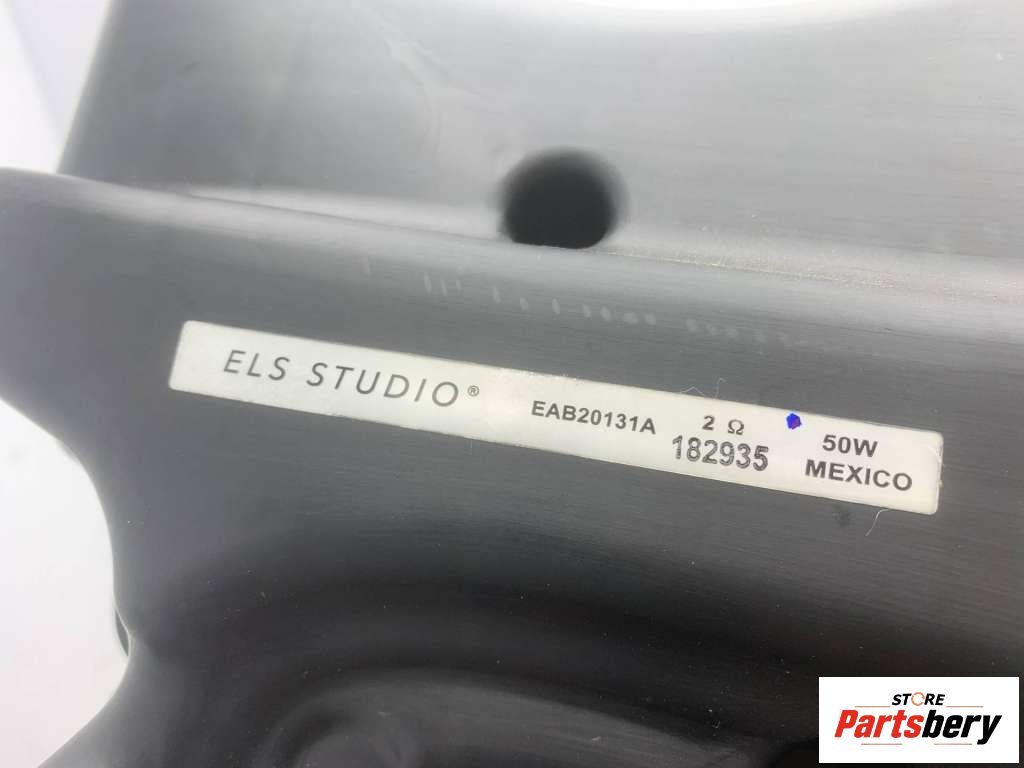 ELS STUDIO® EAB20131A 2 Ω 50W
182935 MEXICO
STORE
Partsbery